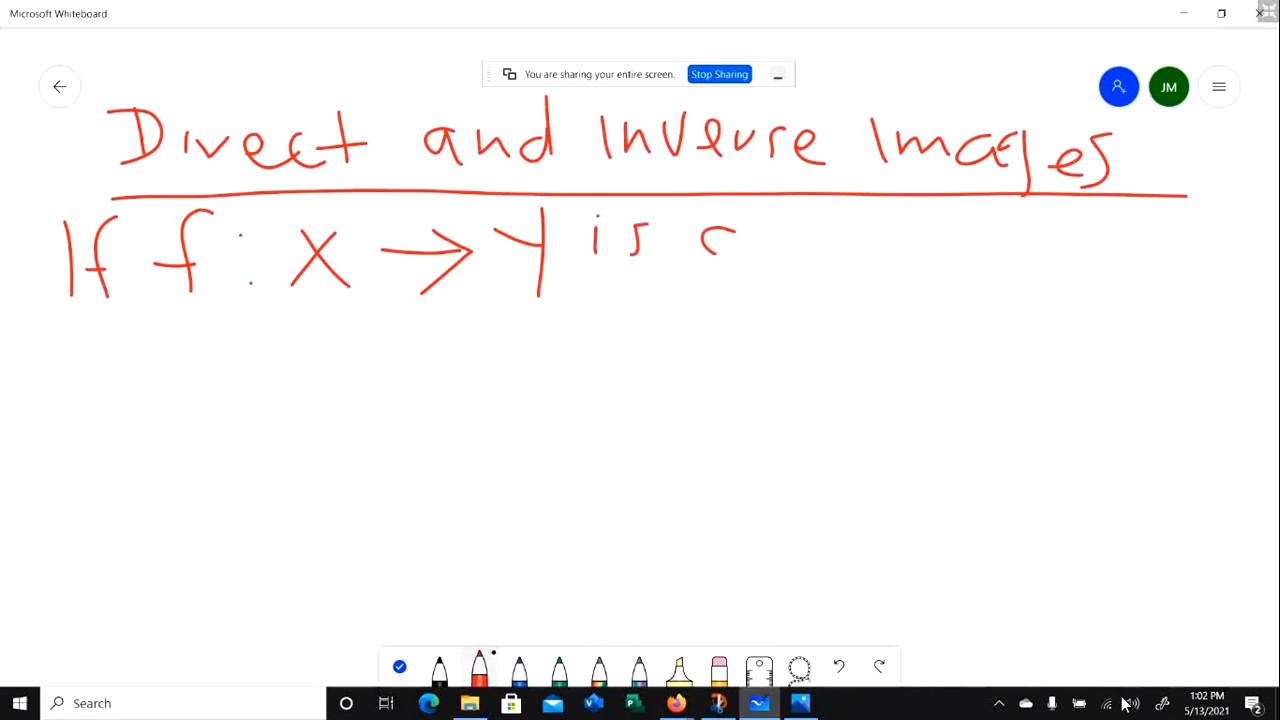 Microsoft Whiteboard
You are sharing your entire screen. Stop Sharing
JM
Direct and Inverse Images
If f : X → Y is
Search
1:02 PM
5/13/2021
2